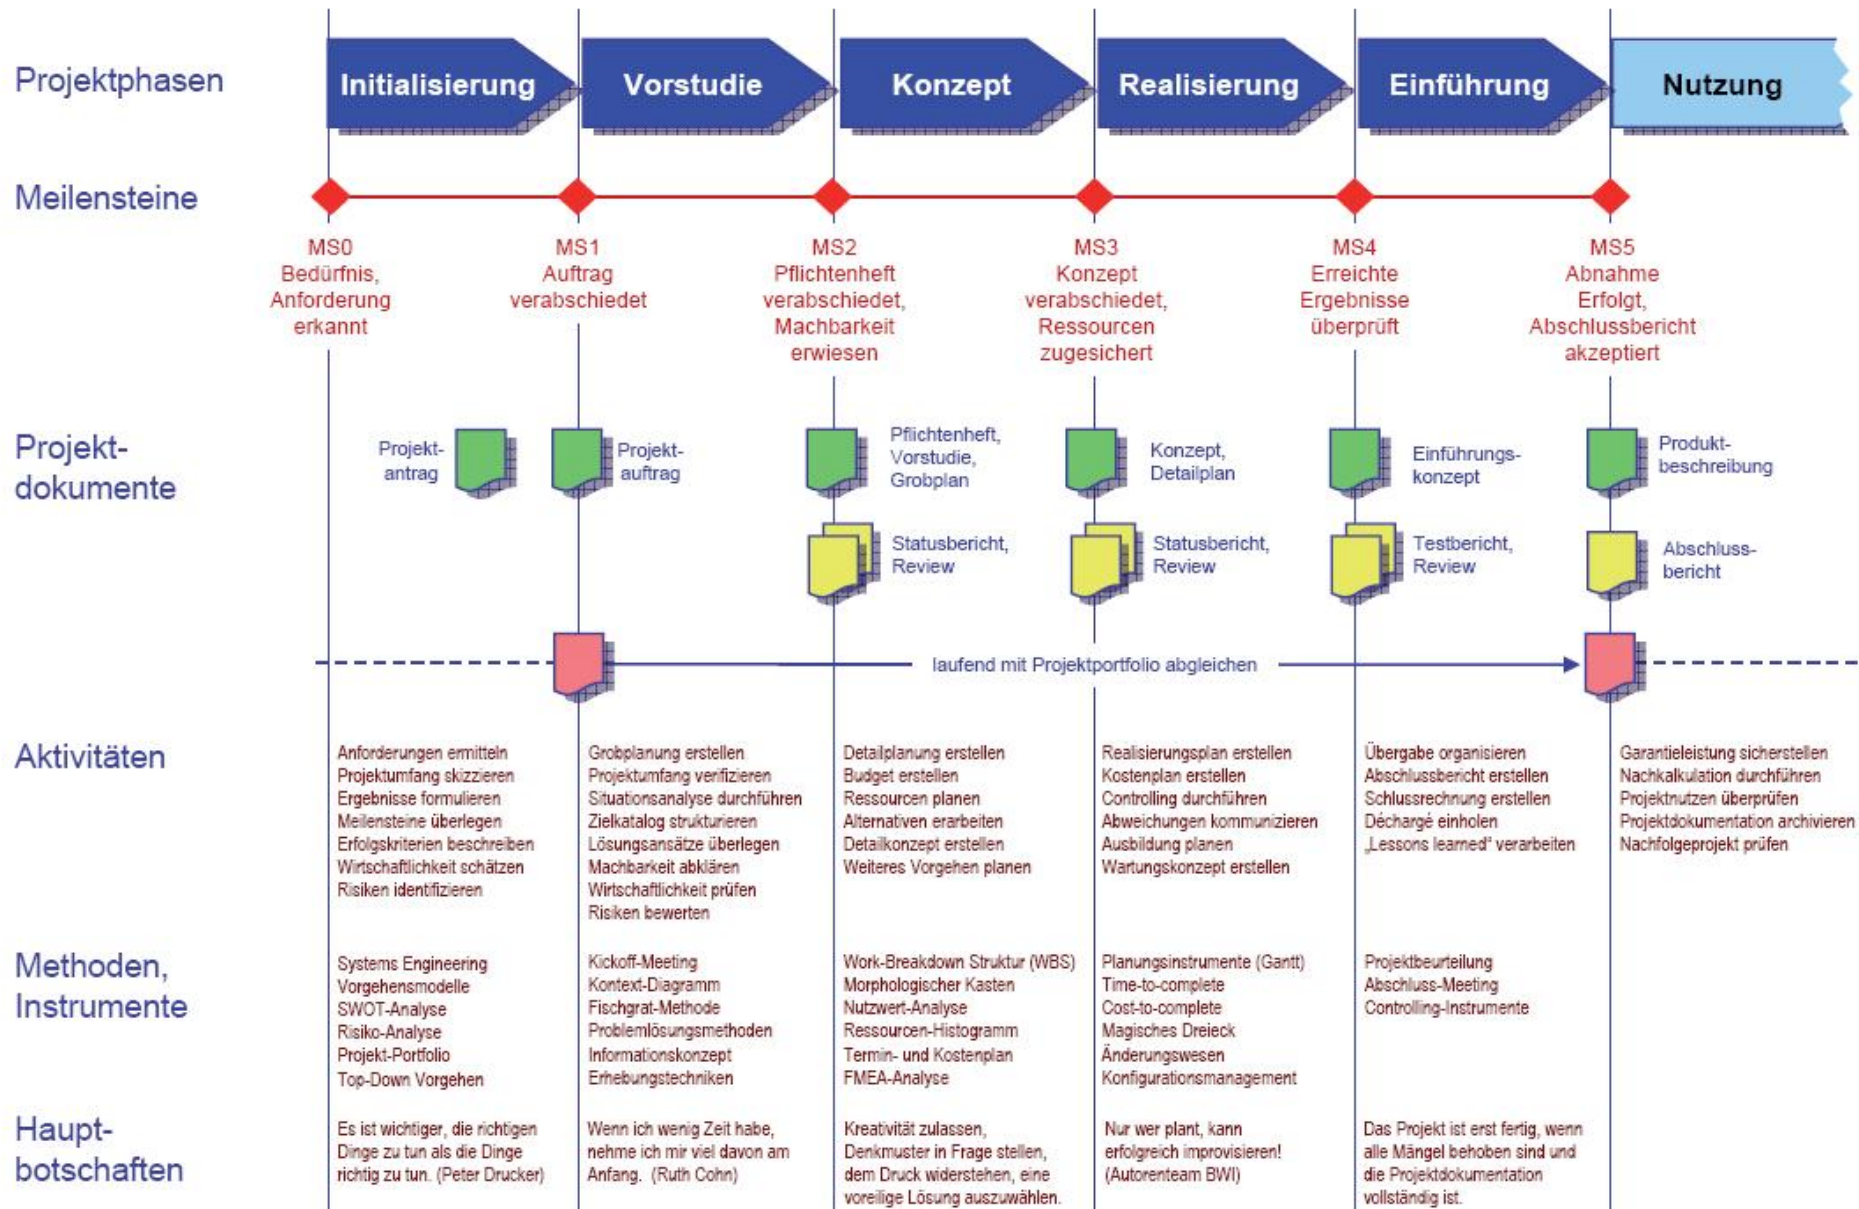 Projektphasen
Initialisierung
Vorstudie
Konzept
Realisierung
Einführung
Nutzung
Meilensteine
MS0
Bedürfnis,
Anforderung
erkannt
MS1
Auftrag
verabschiedet
MS2
Pflichtenheft
verabschiedet,
Machbarkeit
erwiesen
MS3
Konzept
verabschiedet,
Ressourcen
zugesichert
MS4
Erreichte
Ergebnisse
überprüft
MS5
Abnahme
Erfolgt,
Abschlussbericht
akzeptiert
Projekt-
dokumente
Projekt-
antrag
Projekt-
auftrag
Pflichtenheft,
Vorstudie,
Grobplan
Konzept,
Detailplan
Einführungs-
konzept
Produkt-
beschreibung
Statusbericht,
Review
Statusbericht,
Review
Testbericht,
Review
Abschluss-
bericht
laufend mit Projektportfolio abgleichen
Aktivitäten
Anforderungen ermitteln
Projektumfang skizzieren
Ergebnisse formulieren
Meilensteine überlegen
Erfolgskriterien beschreiben
Wirtschaftlichkeit schätzen
Risiken identifizieren
Grobplanung erstellen
Projektumfang verifizieren
Situationsanalyse durchführen
Zielkatalog strukturieren
Lösungsansätze überlegen
Machbarkeit abklären
Wirtschaftlichkeit prüfen
Risiken bewerten
Detailplanung erstellen
Budget erstellen
Ressourcen planen
Alternativen erarbeiten
Detailkonzept erstellen
Weiteres Vorgehen planen
Realisierungsplan erstellen
Kostenplan erstellen
Controlling durchführen
Abweichungen kommunizieren
Ausbildung planen
Wartungskonzept erstellen
Übergabe organisieren
Abschlussbericht erstellen
Schlussrechnung erstellen
Déchargé einholen
„Lessons learned“ verarbeiten
Garantieleistung sicherstellen
Nachkalkulation durchführen
Projektnutzen überprüfen
Projektdokumentation archivieren
Nachfolgeprojekt prüfen
Methoden,
Instrumente
Systems Engineering
Vorgehensmodelle
SWOT-Analyse
Risiko-Analyse
Projekt-Portfolio
Top-Down Vorgehen
Kickoff-Meeting
Kontext-Diagramm
Fischgrat-Methode
Problemlösungsmethoden
Informationskonzept
Erhebungstechniken
Work-Breakdown Struktur (WBS)
Morphologischer Kasten
Nutzwert-Analyse
Ressourcen-Histogramm
Termin- und Kostenplan
FMEA-Analyse
Planungsinstrumente (Gantt)
Time-to-complete
Cost-to-complete
Magisches Dreieck
Änderungswesen
Konfigurationsmanagement
Projektbeurteilung
Abschluss-Meeting
Controlling-Instrumente
Haupt-
botschaften
Es ist wichtiger, die richtigen
Dinge zu tun als die Dinge
richtig zu tun. (Peter Drucker)
Wenn ich wenig Zeit habe,
nehme ich mir viel davon am
Anfang. (Ruth Cohn)
Kreativität zulassen,
Denkmuster in Frage stellen,
dem Druck widerstehen, eine
voreilige Lösung auszuwählen.
Nur wer plant, kann
erfolgreich improvisieren!
(Autorenteam BWI)
Das Projekt ist erst fertig, wenn
alle Mängel behoben sind und
die Projektdokumentation
vollständig ist.